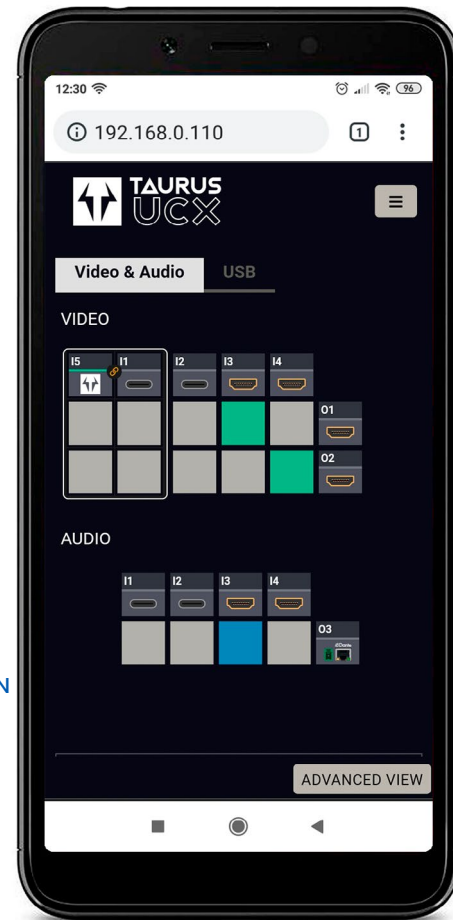 12:30
96
192.168.0.110
1
TAURUS
UCX
Video & Audio USB
VIDEO
I5 I1 I2 I3 I4
O1
O2
AUDIO
I1 I2 I3 I4
O3
Dante
N
ADVANCED VIEW